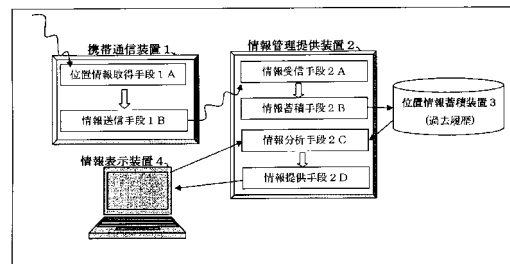 携帯通信装置1
位置情報取得手段1A
情報送信手段1B
情報管理提供装置2
情報受信手段2A
情報蓄積手段2B
情報分析手段2C
情報提供手段2D
位置情報蓄積装置3
(過去履歴)
情報表示装置4